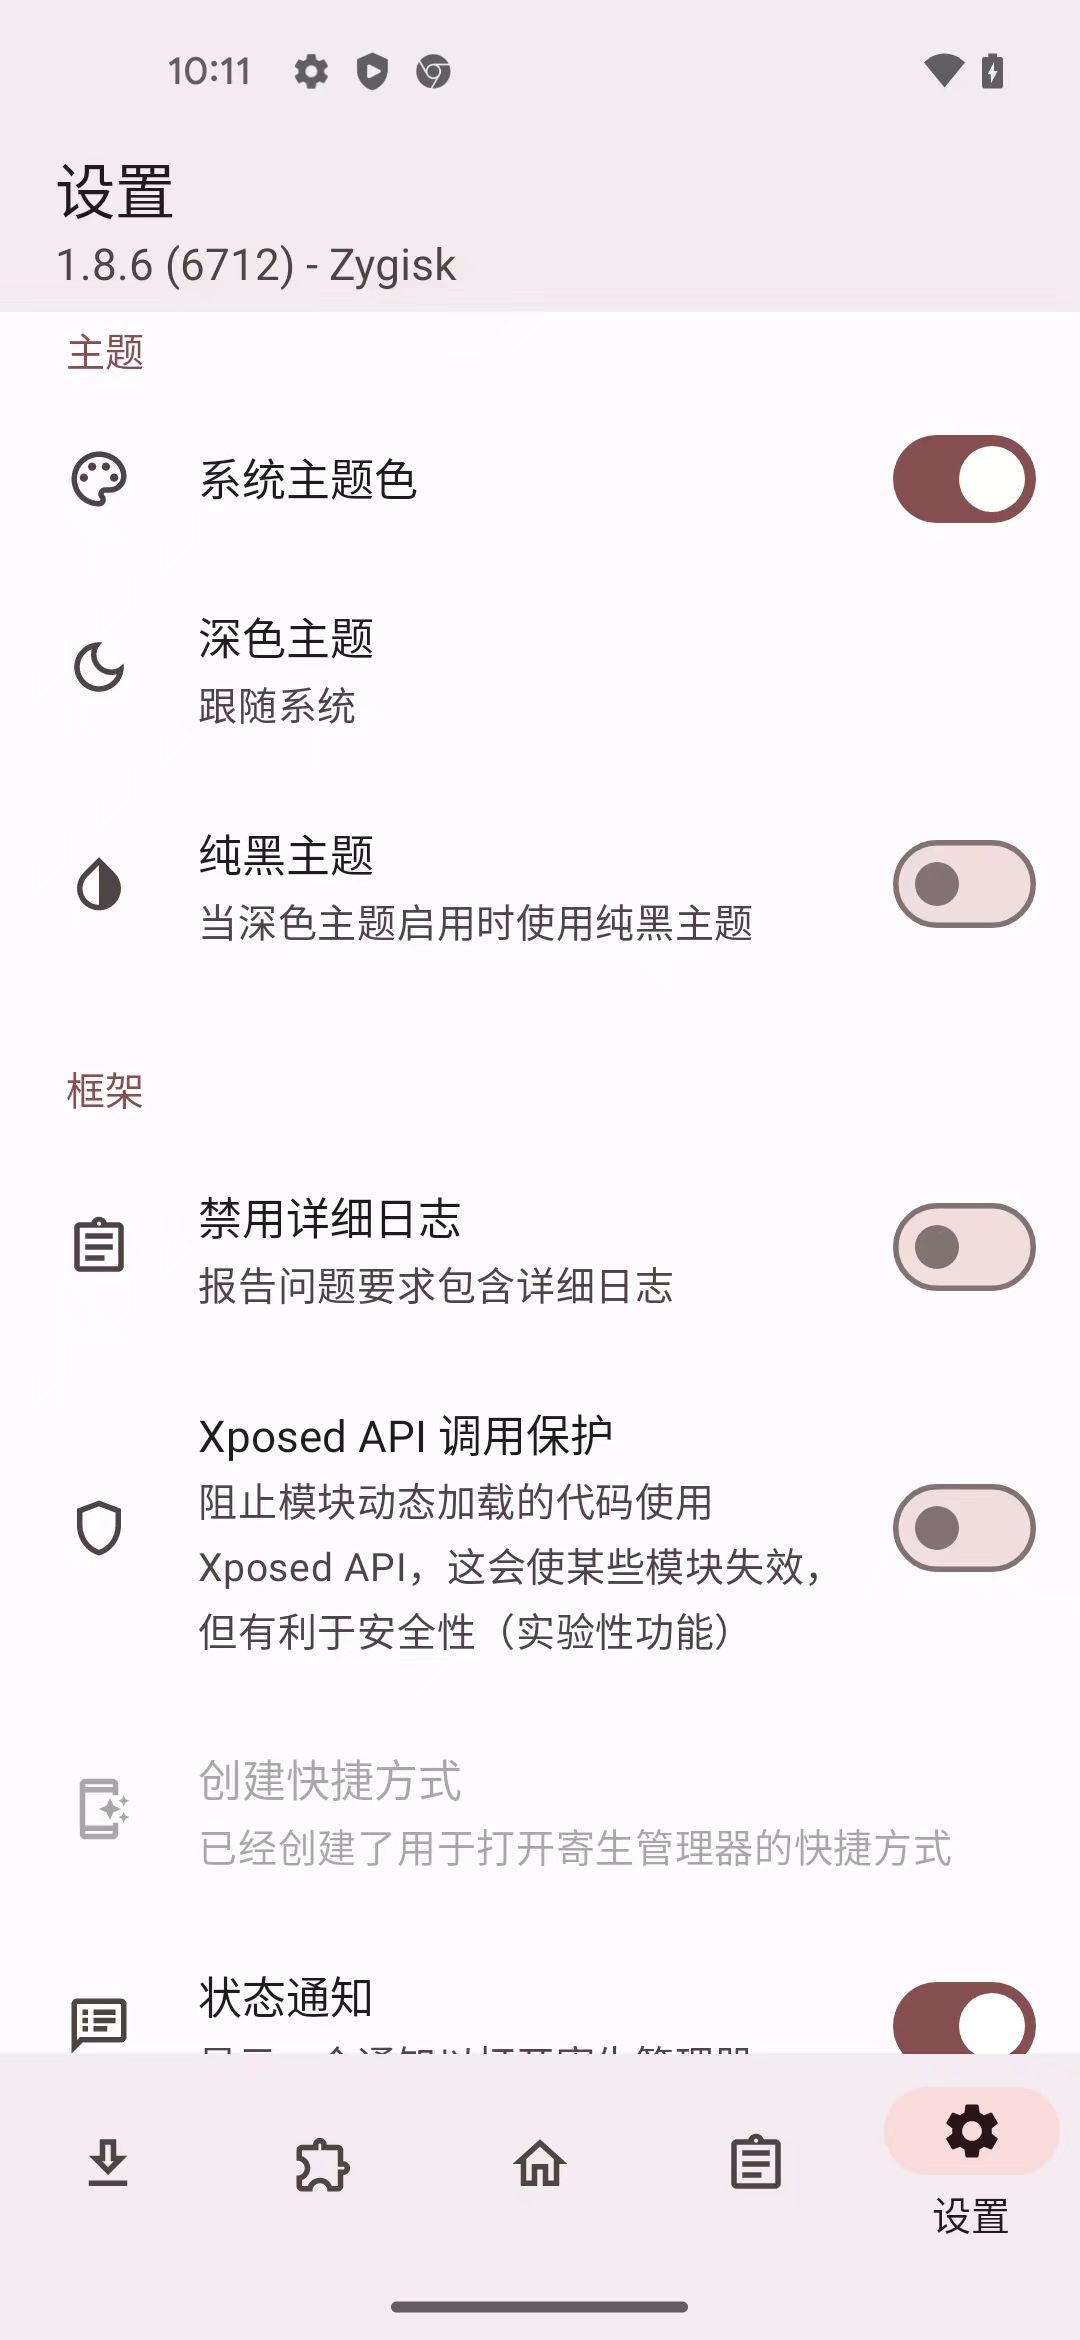 10:11
设置
1.8.6 (6712) - Zygisk
主题
系统主题色
深色主题
跟随系统
纯黑主题
当深色主题启用时使用纯黑主题
框架
禁用详细日志
报告问题要求包含详细日志
Xposed API 调用保护
阻止模块动态加载的代码使用
Xposed API，这会使某些模块失效，
但有利于安全性（实验性功能）
创建快捷方式
已经创建了用于打开寄生管理器的快捷方式
状态通知
设置